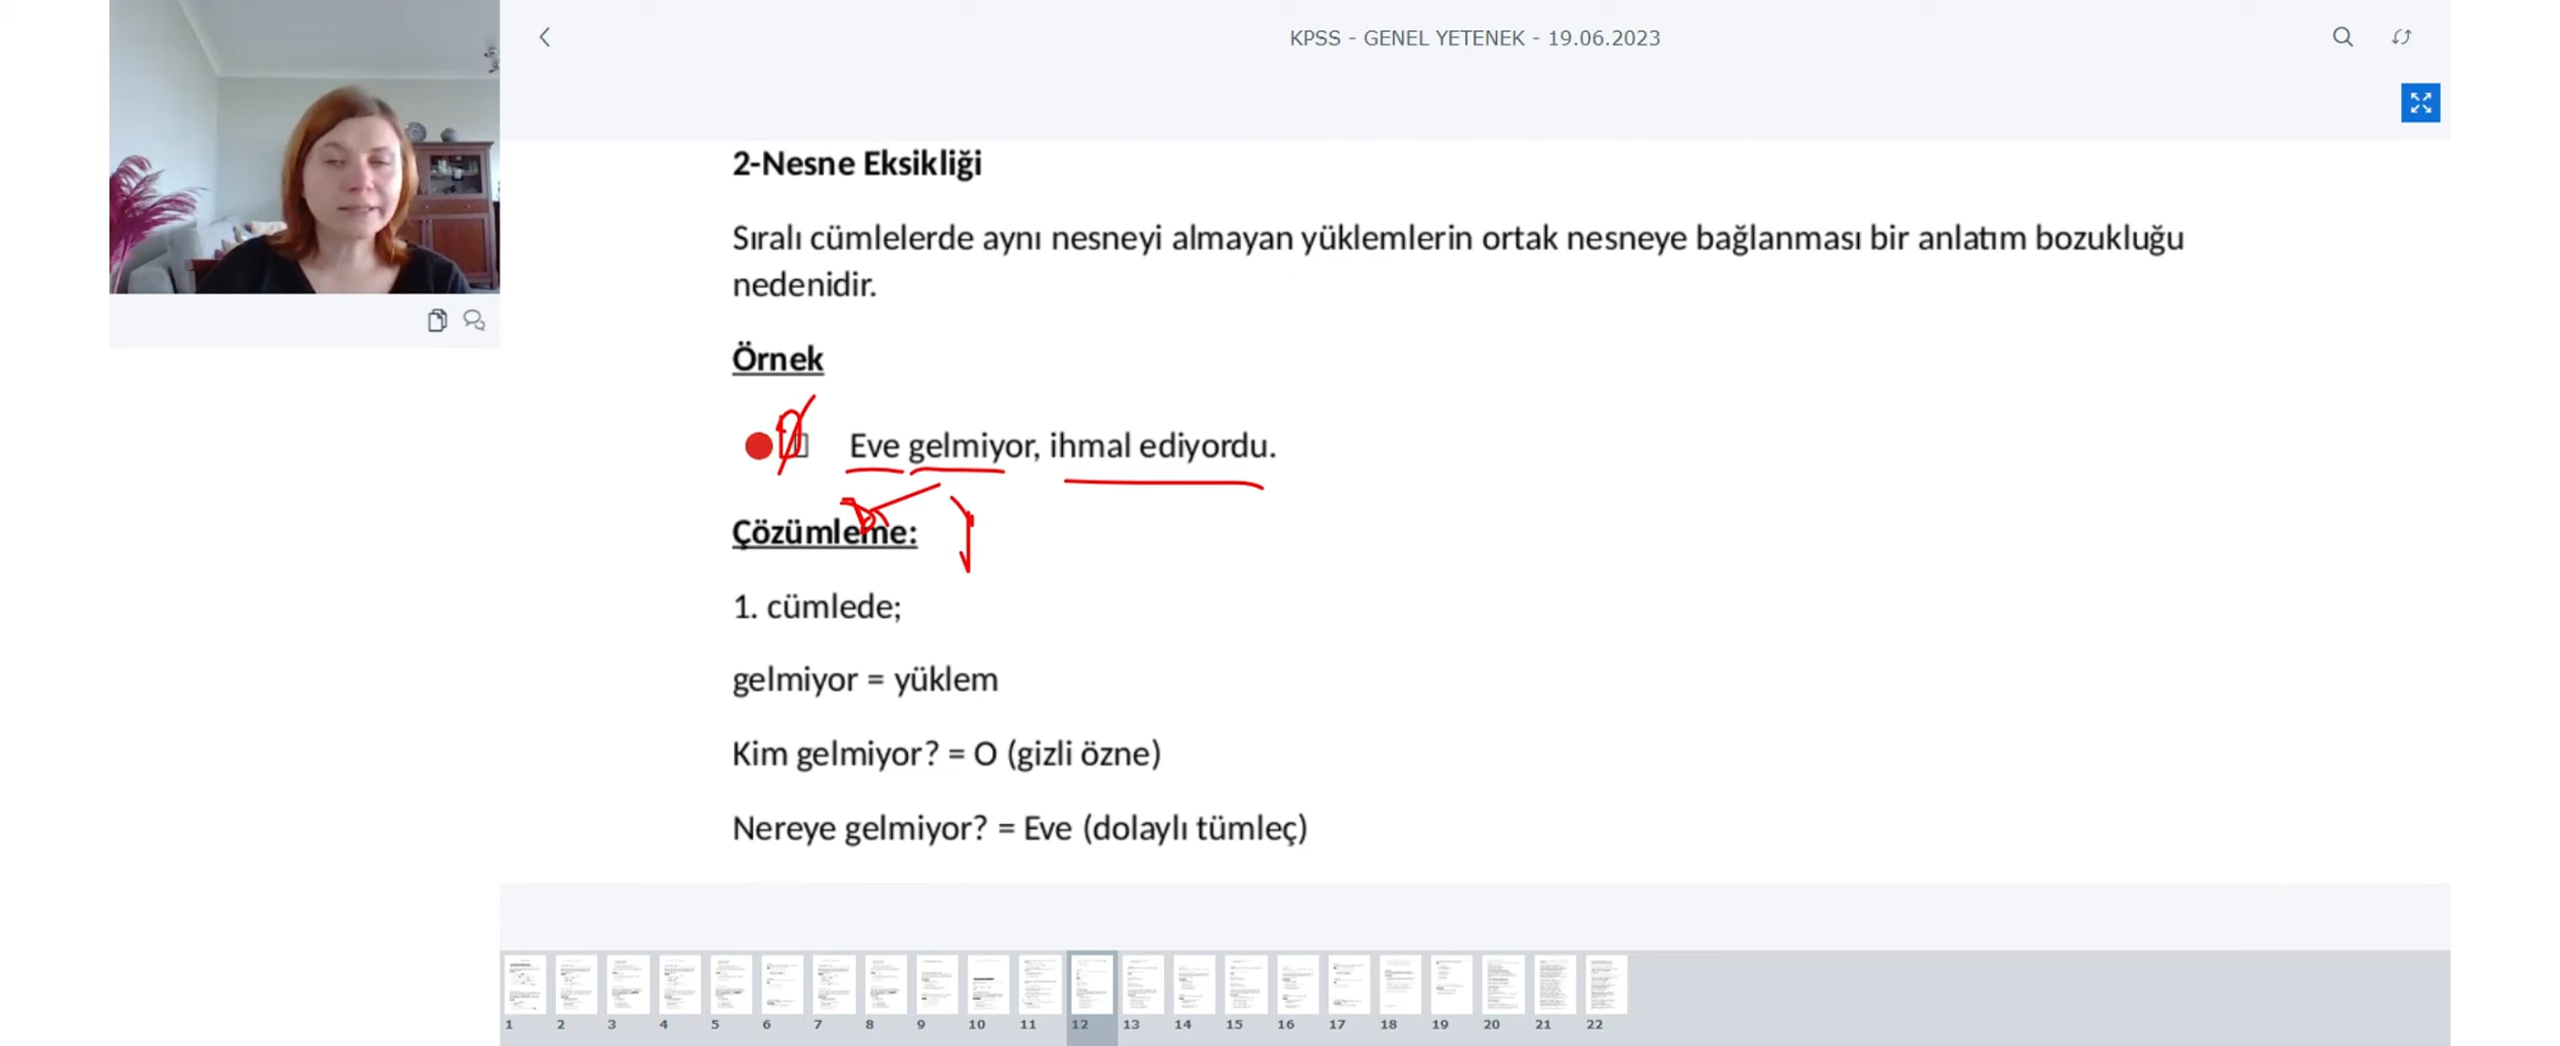 KPSS - GENEL YETENEK - 19.06.2023
2-Nesne Eksikliği
Sıralı cümlelerde aynı nesneyi almayan yüklemlerin ortak nesneye bağlanması bir anlatım bozukluğu
nedenidir.
Örnek
Eve gelmiyor, ihmal ediyordu.
Çözümleme:
1. cümlede;
gelmiyor = yüklem
Kim gelmiyor? = O (gizli özne)
Nereye gelmiyor? = Eve (dolaylı tümleç)
1 2 3 4 5 6 7 8 9 10 11 12 13 14 15 16 17 18 19 20 21 22